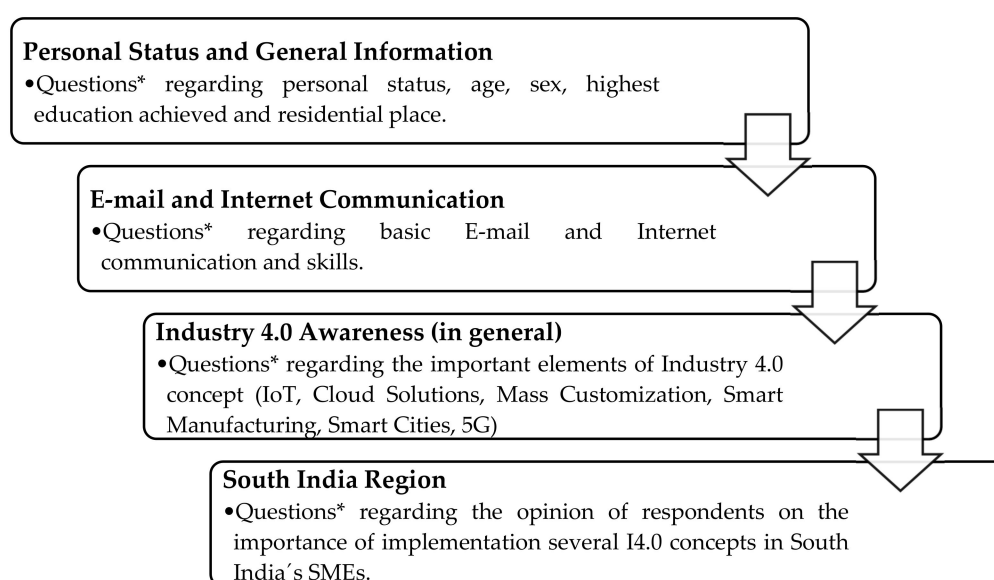 Personal Status and General Information
•Questions* regarding personal status, age, sex, highest
education achieved and residential place.
E-mail and Internet Communication
•Questions* regarding basic E-mail and Internet
communication and skills.
Industry 4.0 Awareness (in general)
•Questions* regarding the important elements of Industry 4.0
concept (IoT, Cloud Solutions, Mass Customization, Smart
Manufacturing, Smart Cities, 5G)
South India Region
•Questions* regarding the opinion of respondents on the
importance of implementation several I4.0 concepts in South
India´s SMEs.